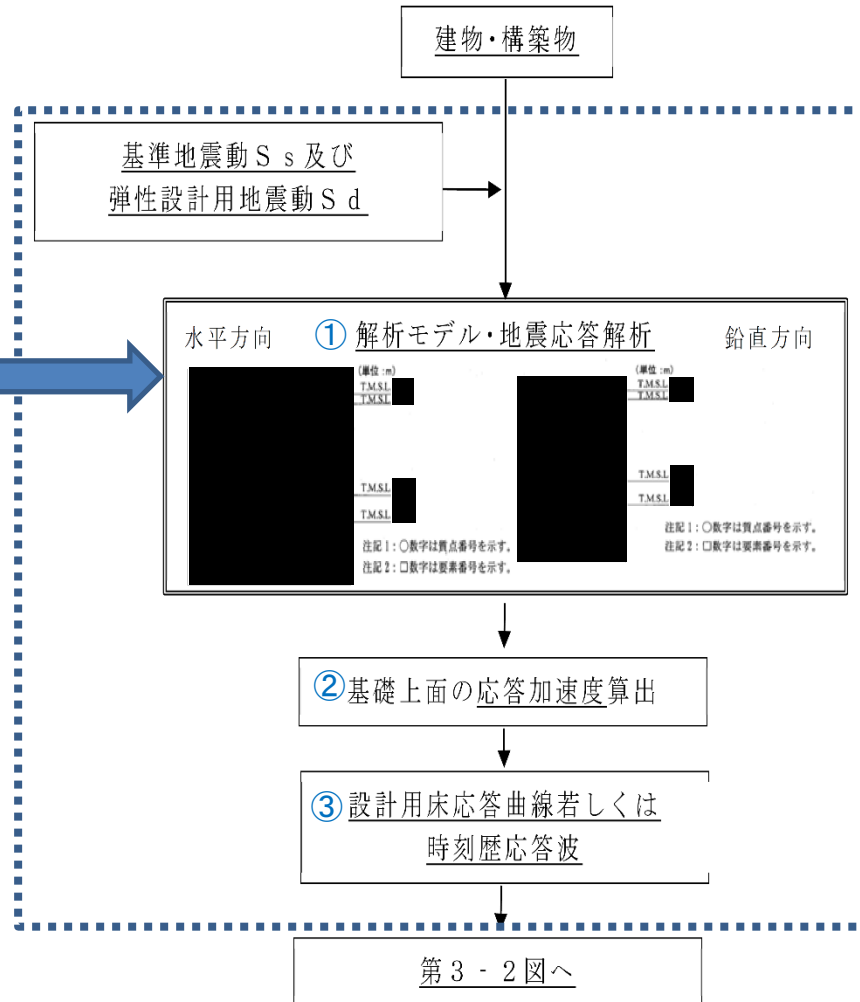 建物・構築物
基準地震動Ｓｓ及び
弾性設計用地震動Ｓｄ
水平方向
① 解析モデル・地震応答解析
鉛直方向
(単位:m)
T.M.S.L.
T.M.S.L.
T.M.S.L.
T.M.S.L.
注記1：○数字は質点番号を示す。
注記2：□数字は要素番号を示す。
(単位:m)
T.M.S.L.
T.M.S.L.
T.M.S.L.
T.M.S.L.
注記1：○数字は質点番号を示す。
注記2：□数字は要素番号を示す。
②基礎上面の応答加速度算出
③設計用床応答曲線若しくは
時刻歴応答波
第３‐２図へ